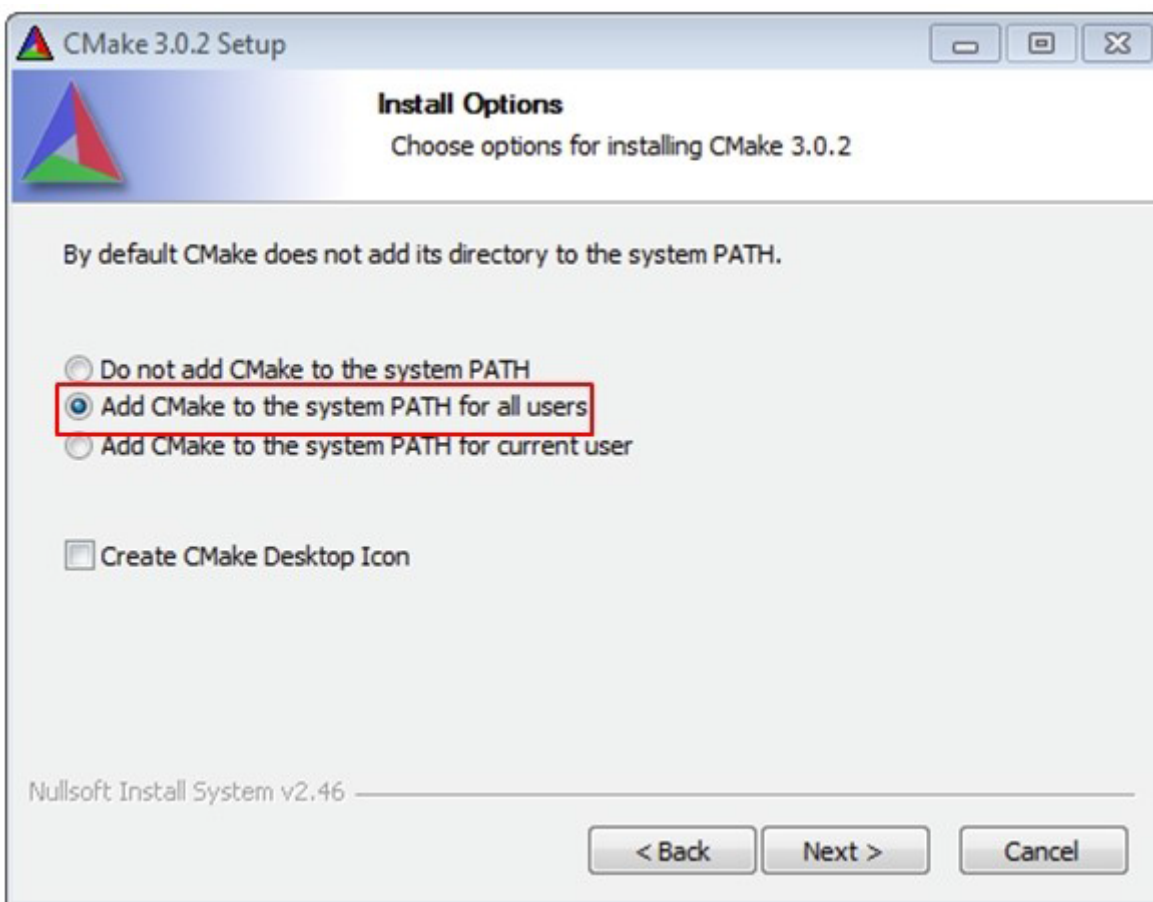 CMake 3.0.2 Setup
Install Options
Choose options for installing CMake 3.0.2
By default CMake does not add its directory to the system PATH.
Do not add CMake to the system PATH
Add CMake to the system PATH for all users
Add CMake to the system PATH for current user
Create CMake Desktop Icon
Nullsoft Install System v2.46
< Back Next > Cancel